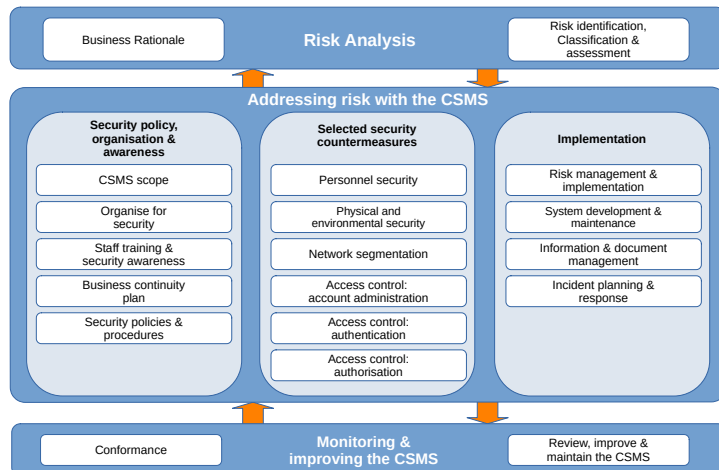 Business Rationale
Risk Analysis
Risk identification,
Classification &
assessment
Addressing risk with the CSMS
Security policy,
organisation &
awareness
CSMS scope
Organise for
security
Staff training &
security awareness
Business continuity
plan
Security policies &
procedures
Selected security
countermeasures
Personnel security
Physical and
environmental security
Network segmentation
Access control:
account administration
Access control:
authentication
Access control:
authorisation
Implementation
Risk management &
implementation
System development &
maintenance
Information & document
management
Incident planning &
response
Conformance
Monitoring &
improving the CSMS
Review, improve &
maintain the CSMS